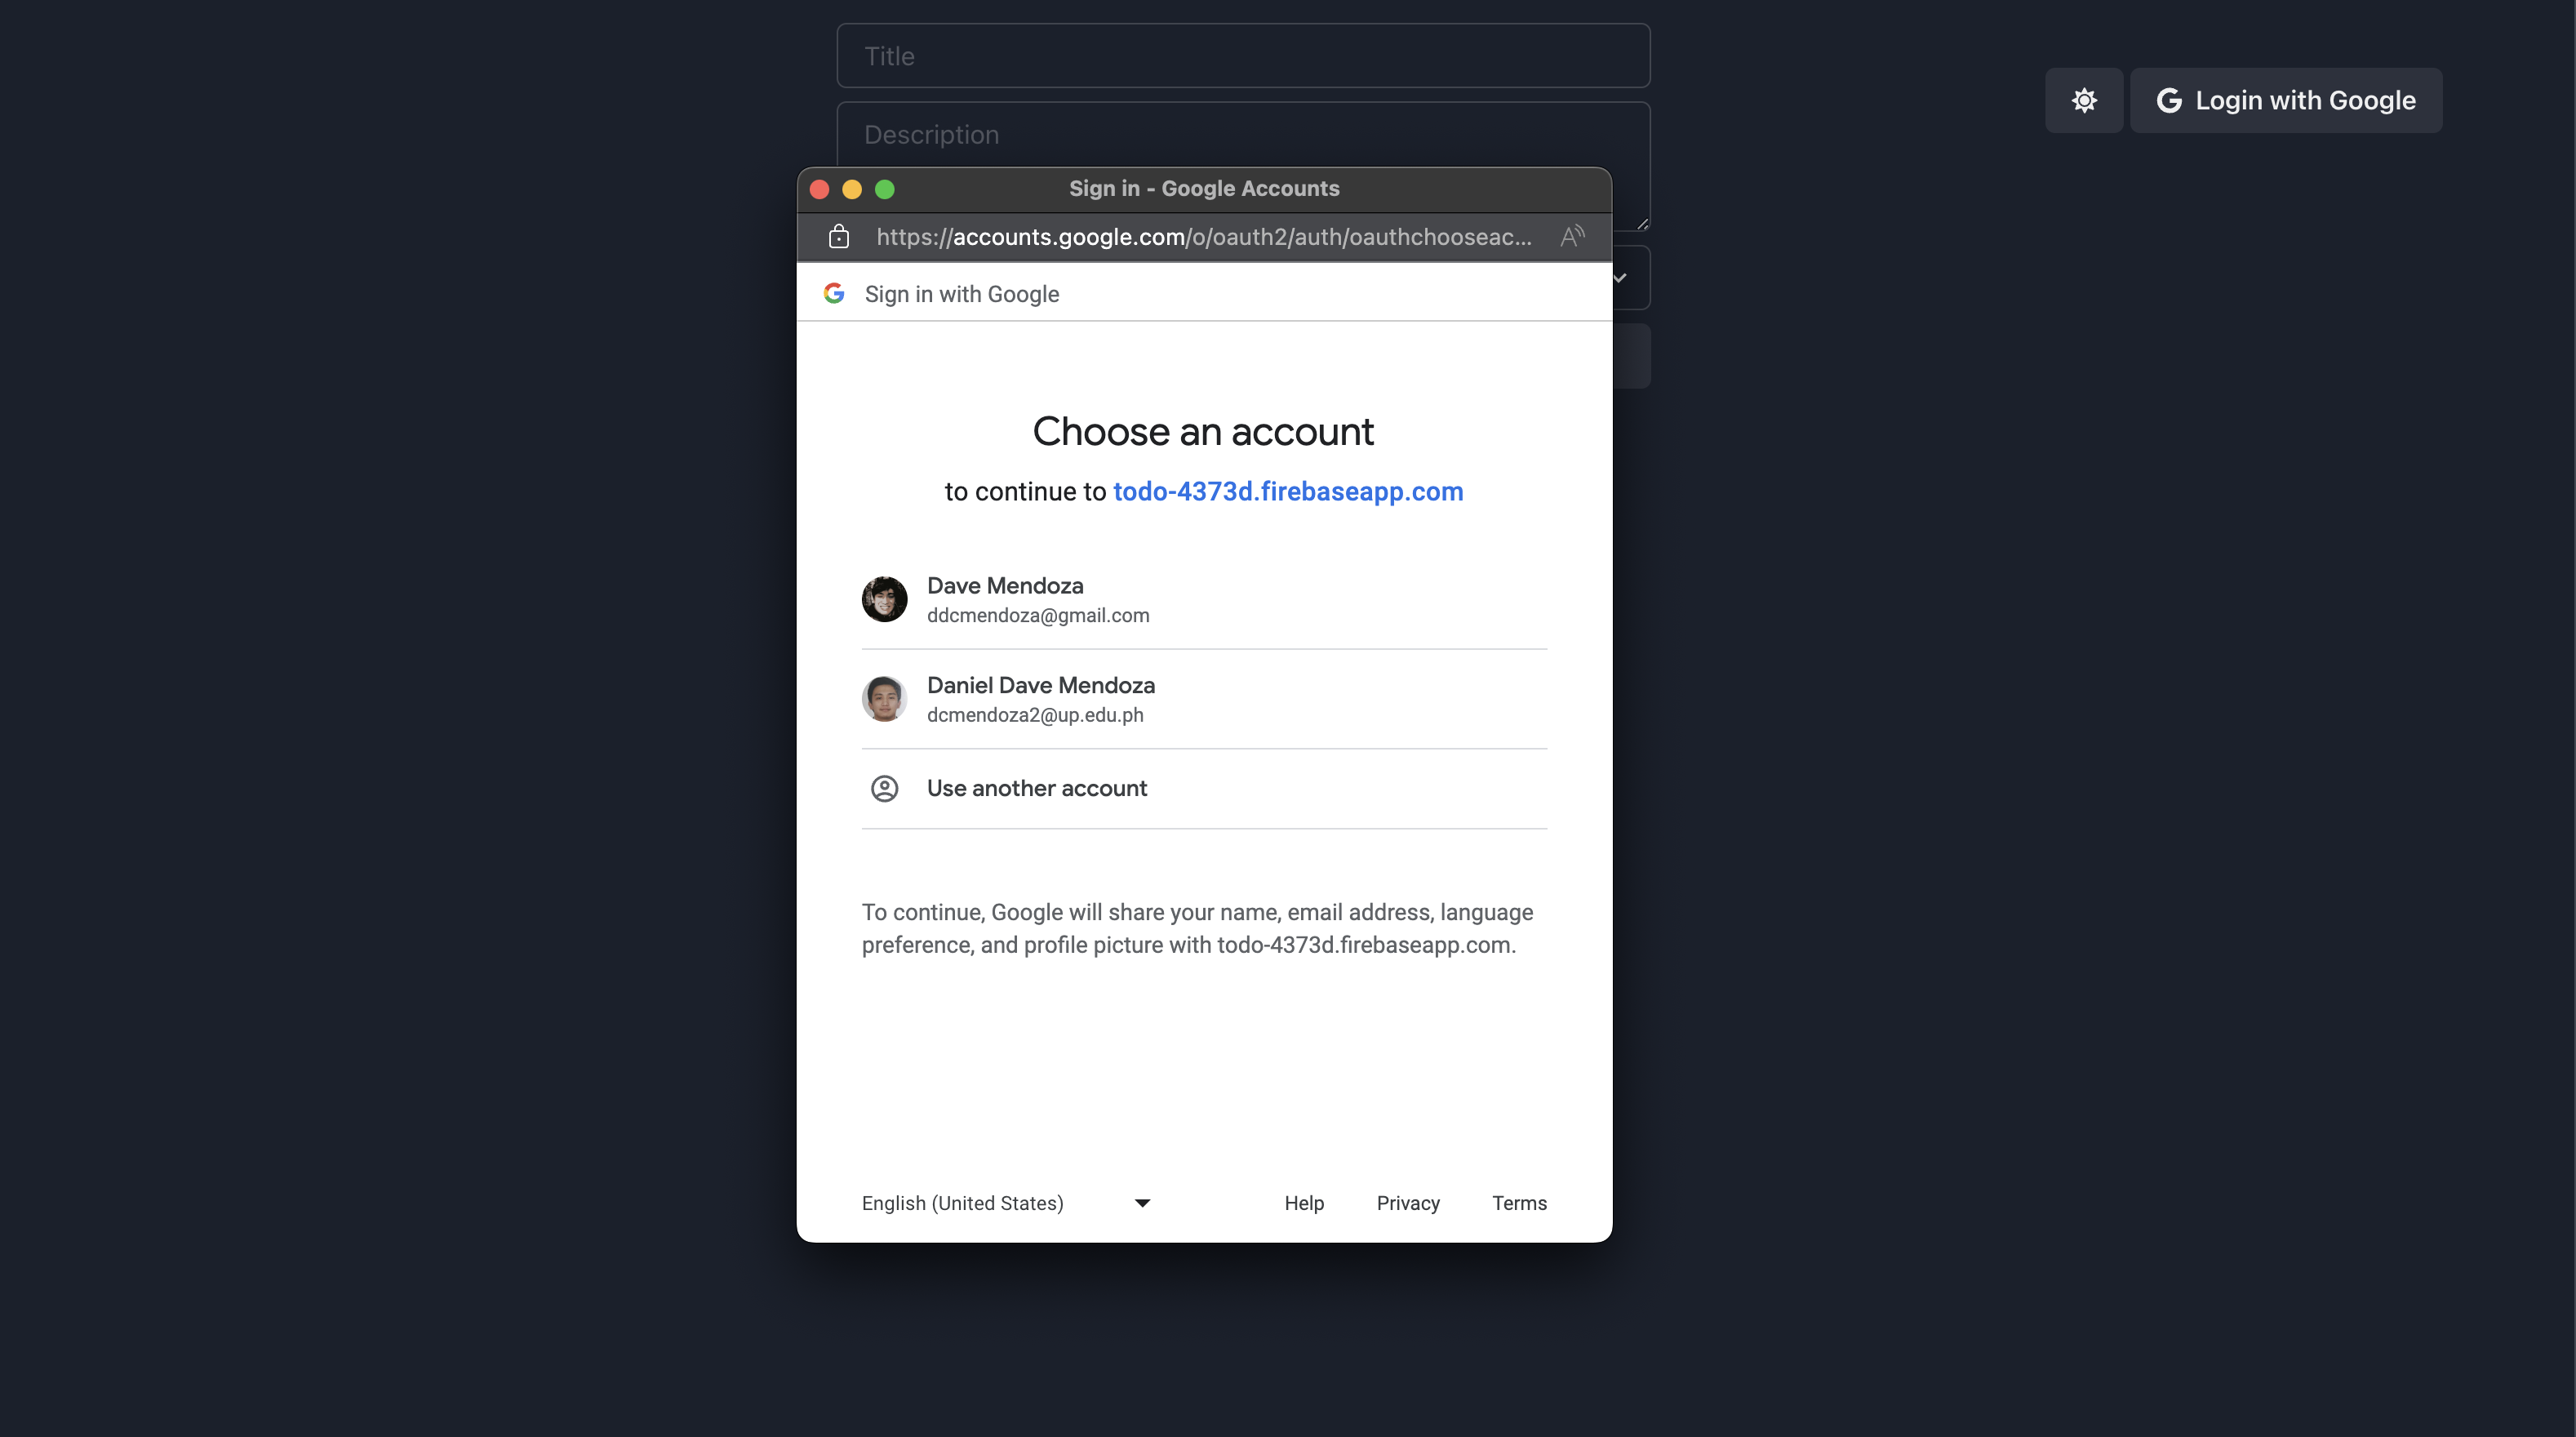 Title
Description
Login with Google
Sign in - Google Accounts
https://accounts.google.com/o/oauth2/auth/oauthchooseac...
Sign in with Google
Choose an account
to continue to todo-4373d.firebaseapp.com
Dave Mendoza
ddcmendoza@gmail.com
Daniel Dave Mendoza
dcmendoza2@up.edu.ph
Use another account
To continue, Google will share your name, email address, language
preference, and profile picture with todo-4373d.firebaseapp.com.
English (United States)
Help
Privacy
Terms